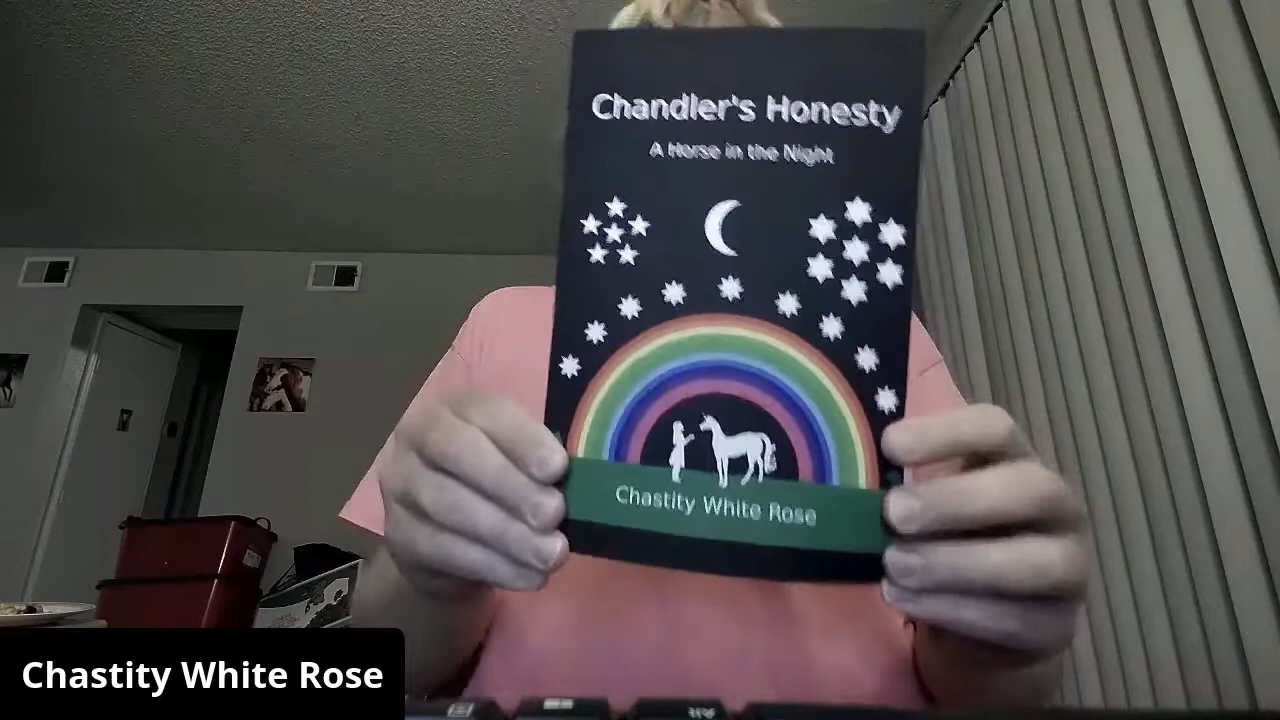 Chandler's Honesty
A Horse in the Night
Chastity White Rose
Chastity White Rose